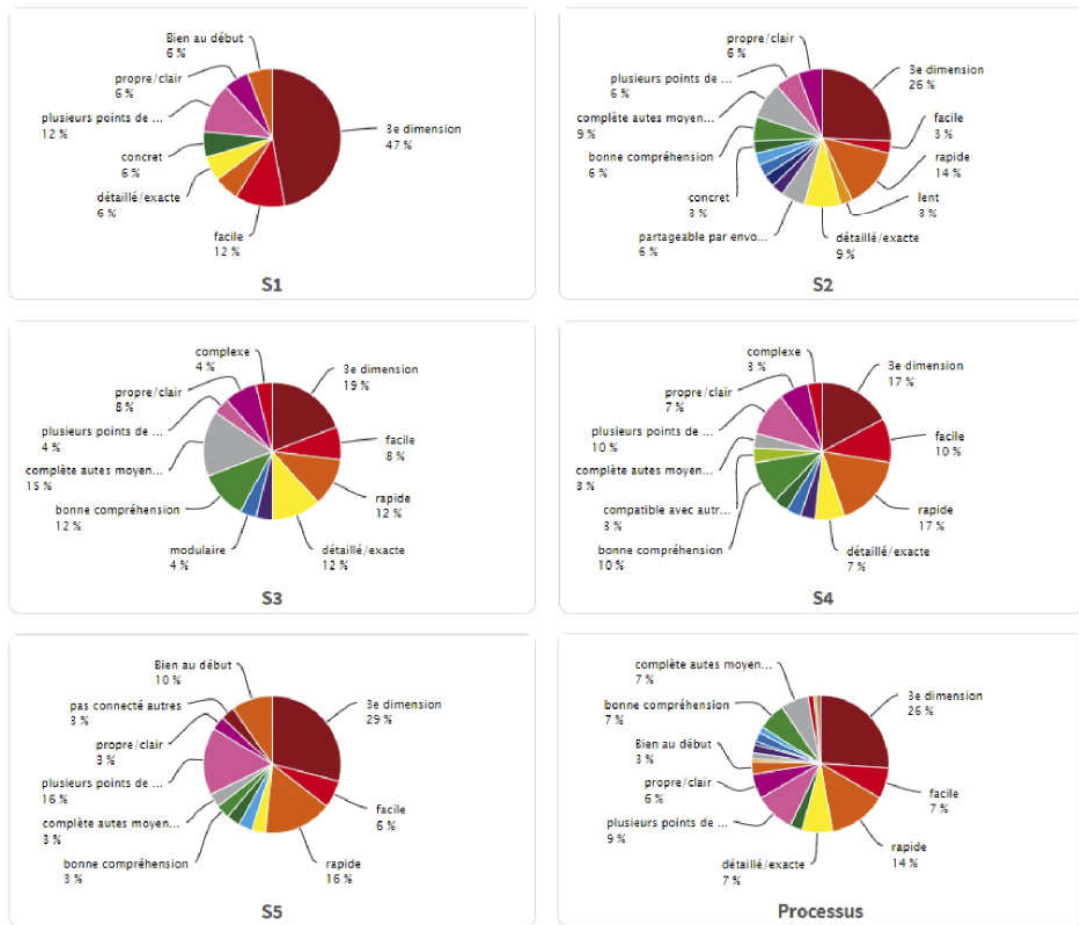 Bien au début
6 %
propre/clair
6 %
plusieurs points de ...
12 %
concret
6 %
détaillé/exacte
6 %
facile
12 %
3e dimension
47 %
S1
propre/clair
6 %
plusieurs points de ...
6 %
complète autes moyen...
9 %
bonne compréhension
6 %
concret
3 %
partageable par envo...
6 %
détaillé/exacte
9 %
lent
3 %
rapide
14 %
facile
3 %
3e dimension
26 %
S2
complexe
4 %
propre/clair
8 %
plusieurs points de ...
4 %
complète autes moyen...
15 %
bonne compréhension
12 %
modulaire
4 %
détaillé/exacte
12 %
rapide
12 %
facile
8 %
3e dimension
19 %
S3
complexe
3 %
propre/clair
7 %
plusieurs points de ...
10 %
complète autes moyen...
3 %
compatible avec autr...
3 %
bonne compréhension
10 %
détaillé/exacte
7 %
rapide
17 %
facile
10 %
3e dimension
17 %
S4
Bien au début
10 %
pas connecté autres
3 %
propre/clair
3 %
plusieurs points de ...
16 %
complète autes moyen...
3 %
bonne compréhension
3 %
rapide
16 %
facile
6 %
3e dimension
29 %
S5
complète autes moyen...
7 %
bonne compréhension
7 %
Bien au début
3 %
propre/clair
6 %
plusieurs points de ...
9 %
détaillé/exacte
7 %
rapide
14 %
facile
7 %
3e dimension
26 %
Processus